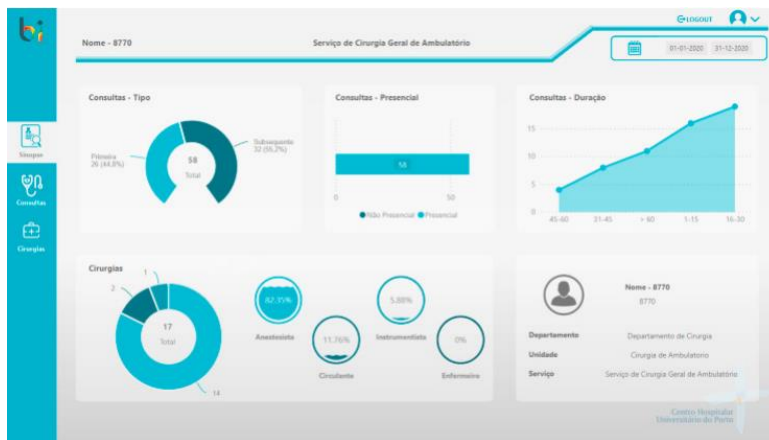 bi
LOGOUT
Nome - 8770
Serviço de Cirurgia Geral de Ambulatório
01-01-2020 31-12-2020
Sinopse
Consultas
Cirurgias
Consultas - Tipo
Primeira
26 (44.8%)
58
Total
Subsequente
32 (55.2%)
Consultas - Presencial
58
0
50
Não Presencial Presencial
Consultas - Duração
15
10
5
0
45-60
31-45
> 60
1-15
16-30
Cirurgias
1
2
17
Total
14
82.35%
Anestesista
11.76%
Circulante
5.88%
Instrumentista
0%
Enfermeiro
Nome - 8770
8770
Departamento
Departamento de Cirurgia
Unidade
Cirurgia de Ambulatorio
Serviço
Serviço de Cirurgia Geral de Ambulatório
Centro Hospitalar
Universitário do Porto